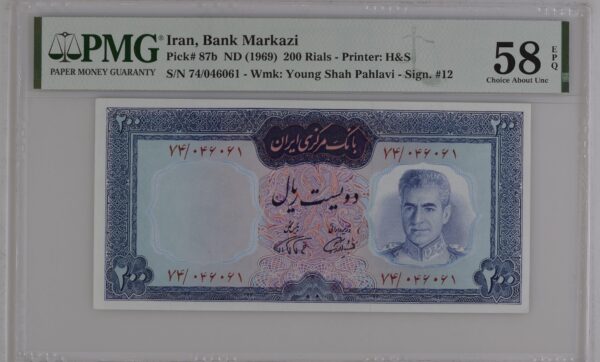 PMG
PAPER MONEY GUARANTY
Iran, Bank Markazi
Pick# 87b ND (1969) 200 Rials - Printer: H&S
S/N 74/046061 - Wmk: Young Shah Pahlavi - Sign. #12
58 EPQ
Choice About Unc
۲۰۰ بانک مرکزی ایران ۲۰۰
۷۴/۰۴۶۰۶۱ ۷۴/۰۴۶۰۶۱
دویست ریال
۷۴/۰۴۶۰۶۱ ۷۴/۰۴۶۰۶۱
۲۰۰ ۲۰۰